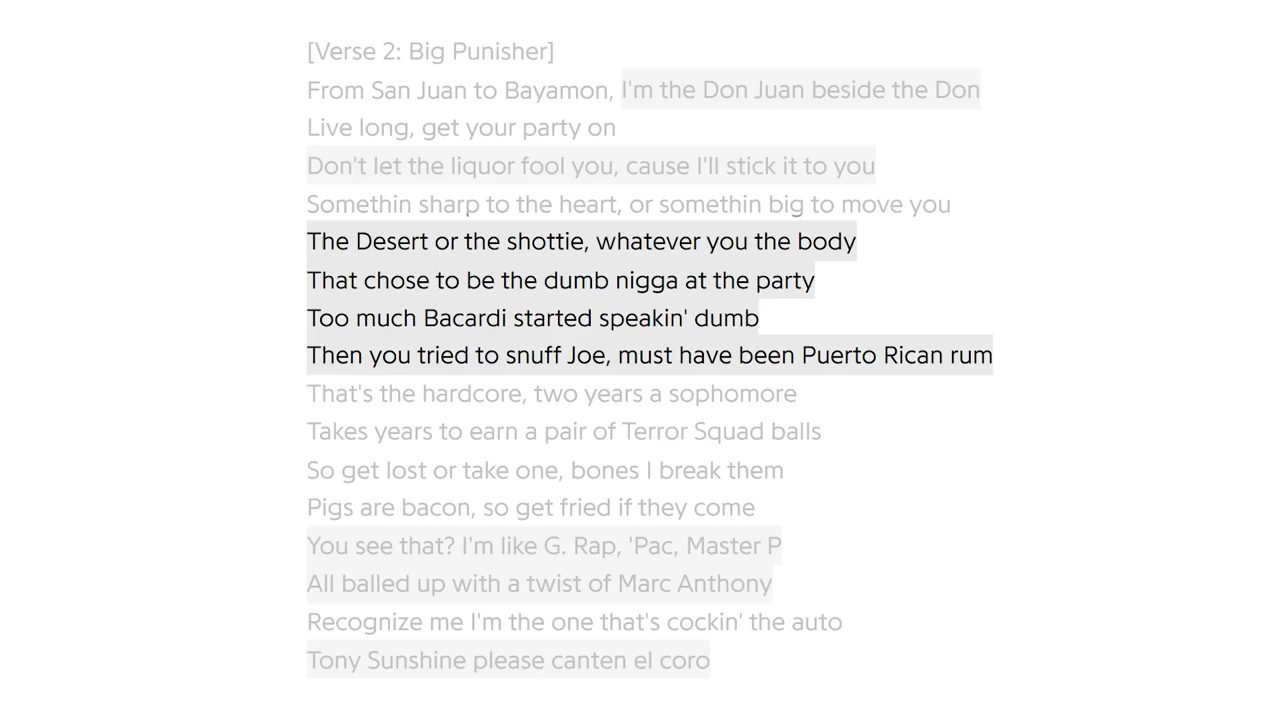 [Verse 2: Big Punisher]
From San Juan to Bayamon, I'm the Don Juan beside the Don
Live long, get your party on
Don't let the liquor fool you, cause I'll stick it to you
Somethin sharp to the heart, or somethin big to move you
The Desert or the shottie, whatever you the body
That chose to be the dumb nigga at the party
Too much Bacardi started speakin' dumb
Then you tried to snuff Joe, must have been Puerto Rican rum
That's the hardcore, two years a sophomore
Takes years to earn a pair of Terror Squad balls
So get lost or take one, bones I break them
Pigs are bacon, so get fried if they come
You see that? I'm like G. Rap, 'Pac, Master P
All balled up with a twist of Marc Anthony
Recognize me I'm the one that's cockin' the auto
Tony Sunshine please canten el coro